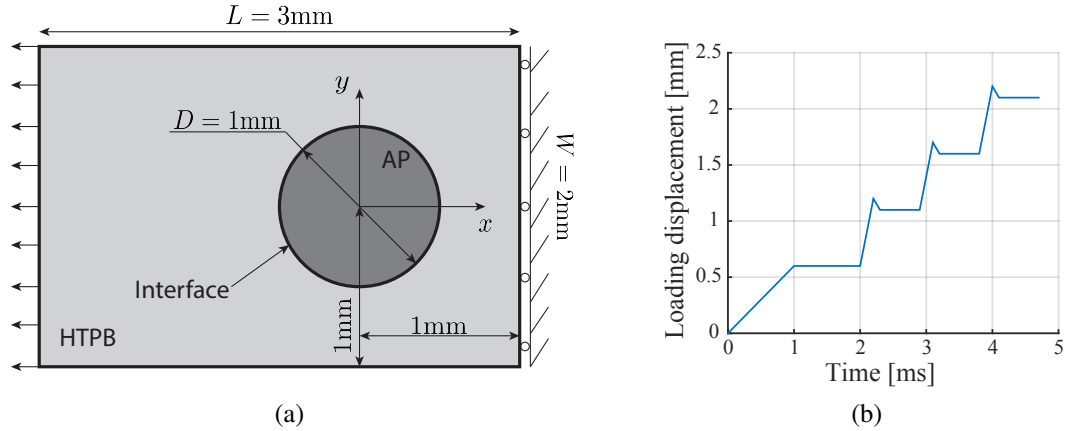 L = 3mm
y
D = 1mm
AP
W = 2mm
x
Interface
1mm
1mm
HTPB
(a)
Loading displacement [mm]
2.5
2
1.5
1
0.5
0
0 1 2 3 4 5
Time [ms]
(b)